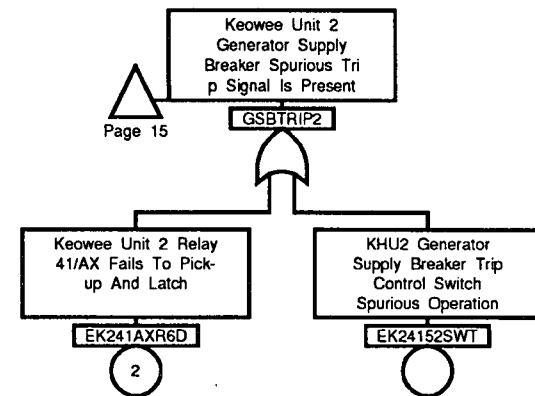 Keowee Unit 2
Generator Supply
Breaker Spurious Tri
p Signal Is Present
Page 15
GSBTRIP2
Keowee Unit 2 Relay
41/AX Fails To Pick-
up And Latch
EK241AXR6D
2
KHU2 Generator
Supply Breaker Trip
Control Switch
Spurious Operation
EK24152SWT